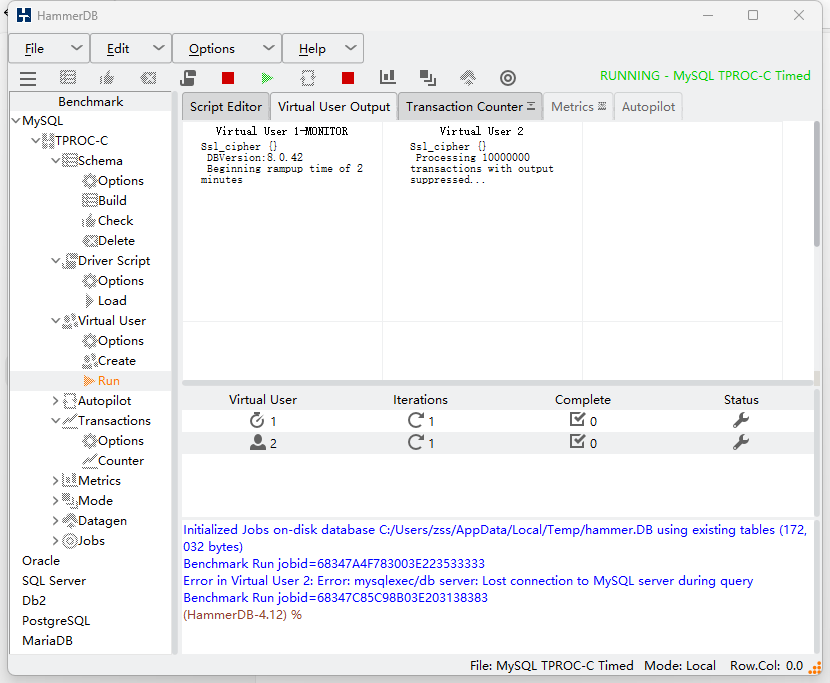 HammerDB
File Edit Options Help
RUNNING - MySQL TPROC-C Timed
Benchmark
MySQL
TPROC-C
Schema
Options
Build
Check
Delete
Driver Script
Options
Load
Virtual User
Options
Create
Run
Autopilot
Transactions
Options
Counter
Metrics
Mode
Datagen
Jobs
Oracle
SQL Server
Db2
PostgreSQL
MariaDB
Script Editor Virtual User Output Transaction Counter Metrics Autopilot
Virtual User 1-MONITOR
Ssl_cipher {}
DBVersion:8.0.42
Beginning rampup time of 2
minutes
Virtual User 2
Ssl_cipher {}
Processing 10000000
transactions with output
suppressed...
Virtual User Iterations Complete Status
1 1 0
2 1 0
Initialized Jobs on-disk database C:/Users/zss/AppData/Local/Temp/hammer.DB using existing tables (172,
032 bytes)
Benchmark Run jobid=68347A4F783003E223533333
Error in Virtual User 2: Error: mysqlexec/db server: Lost connection to MySQL server during query
Benchmark Run jobid=68347C85C98B03E203138383
(HammerDB-4.12) %
File: MySQL TPROC-C Timed Mode: Local Row.Col: 0.0